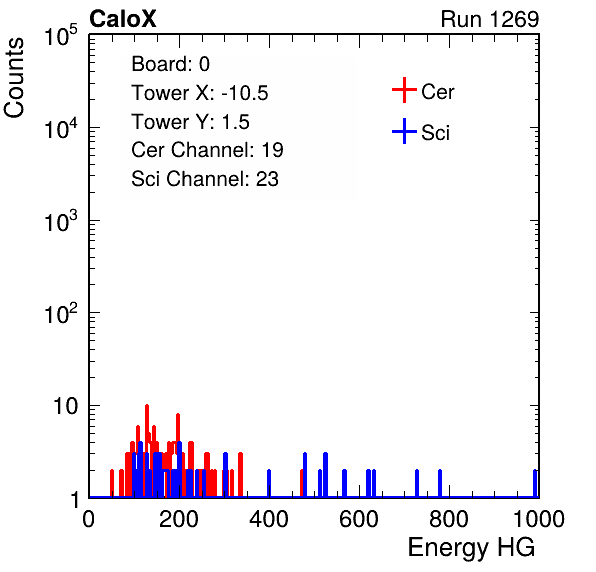 CaloX Run 1269
Counts
10^5
10^4
10^3
10^2
10
1
Board: 0
Tower X: -10.5
Tower Y: 1.5
Cer Channel: 19
Sci Channel: 23
Cer
Sci
0 200 400 600 800 1000
Energy HG